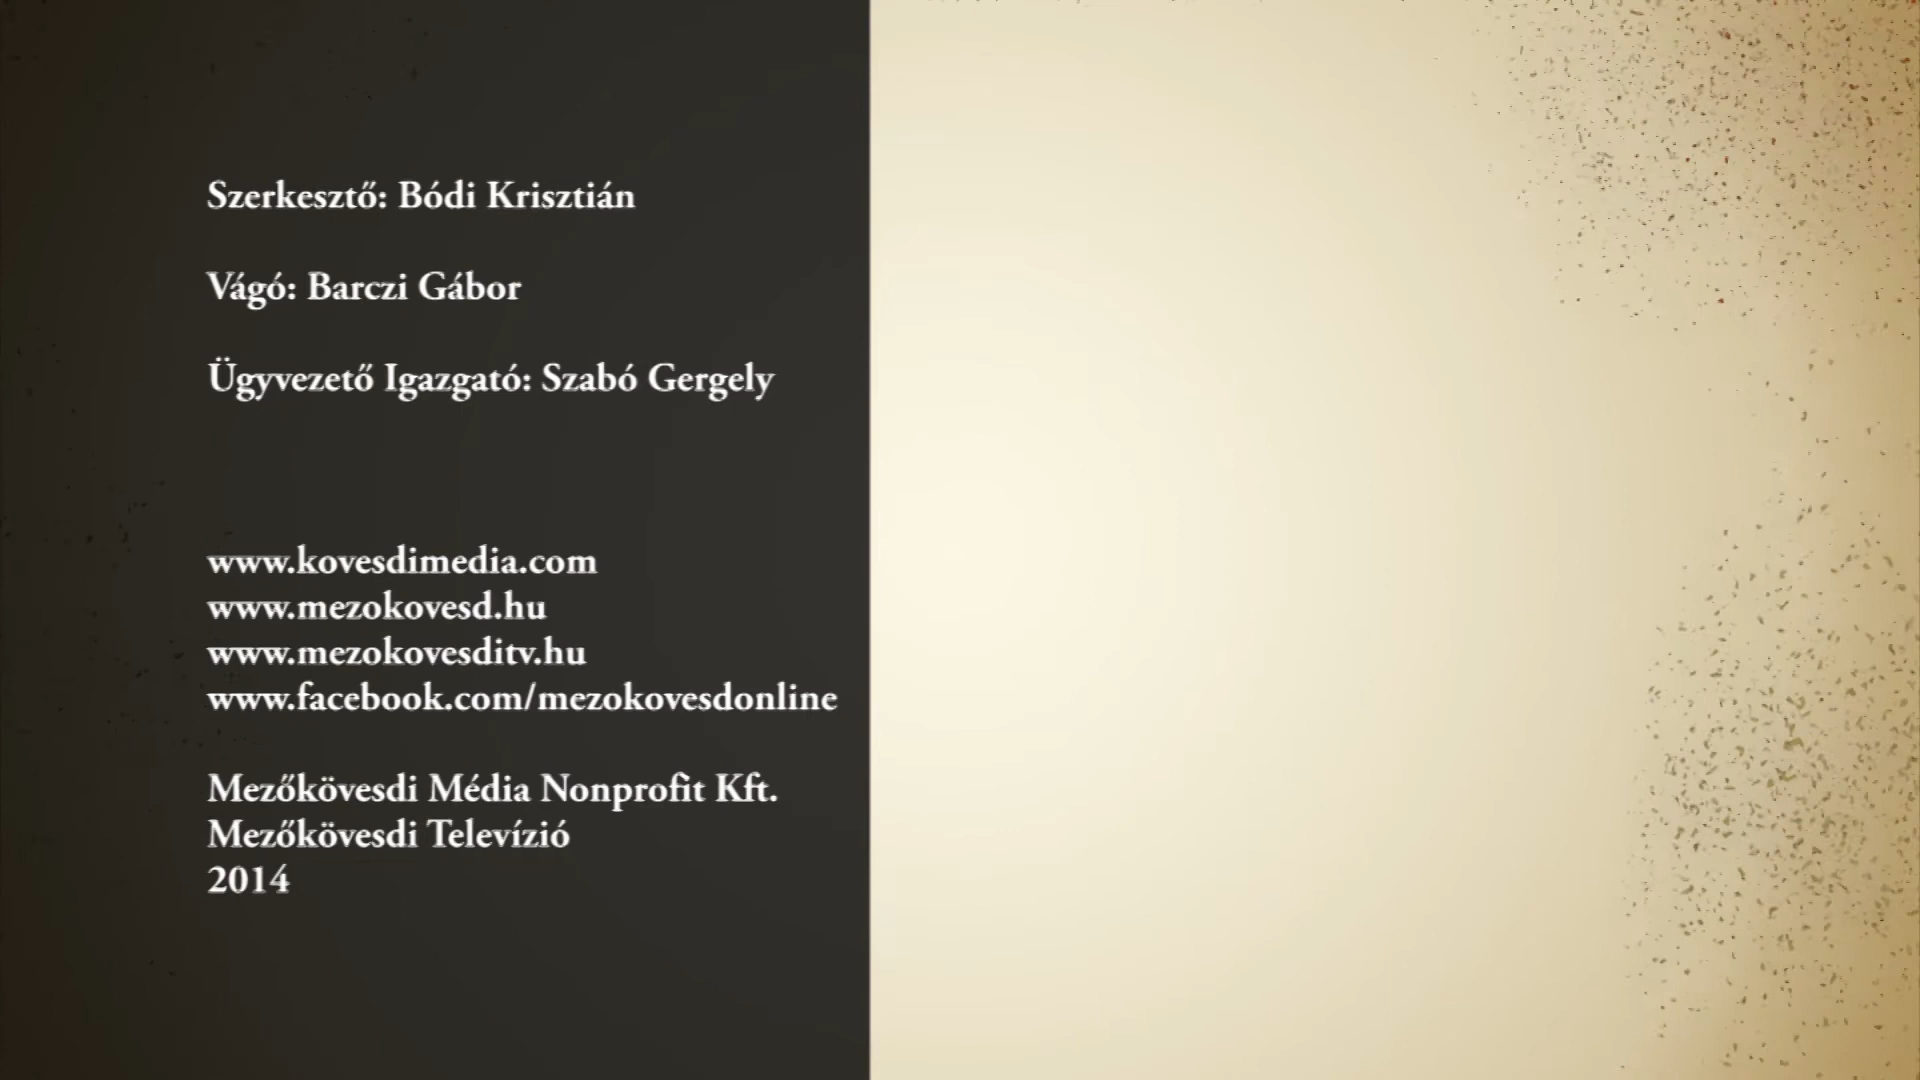 Szerkesztő: Bódi Krisztián
Vágó: Barczi Gábor
Ügyvezető Igazgató: Szabó Gergely
www.kovesdimedia.com
www.mezokovesd.hu
www.mezokovesditv.hu
www.facebook.com/mezokovesdonline
Mezőkövesdi Média Nonprofit Kft.
Mezőkövesdi Televízió
2014